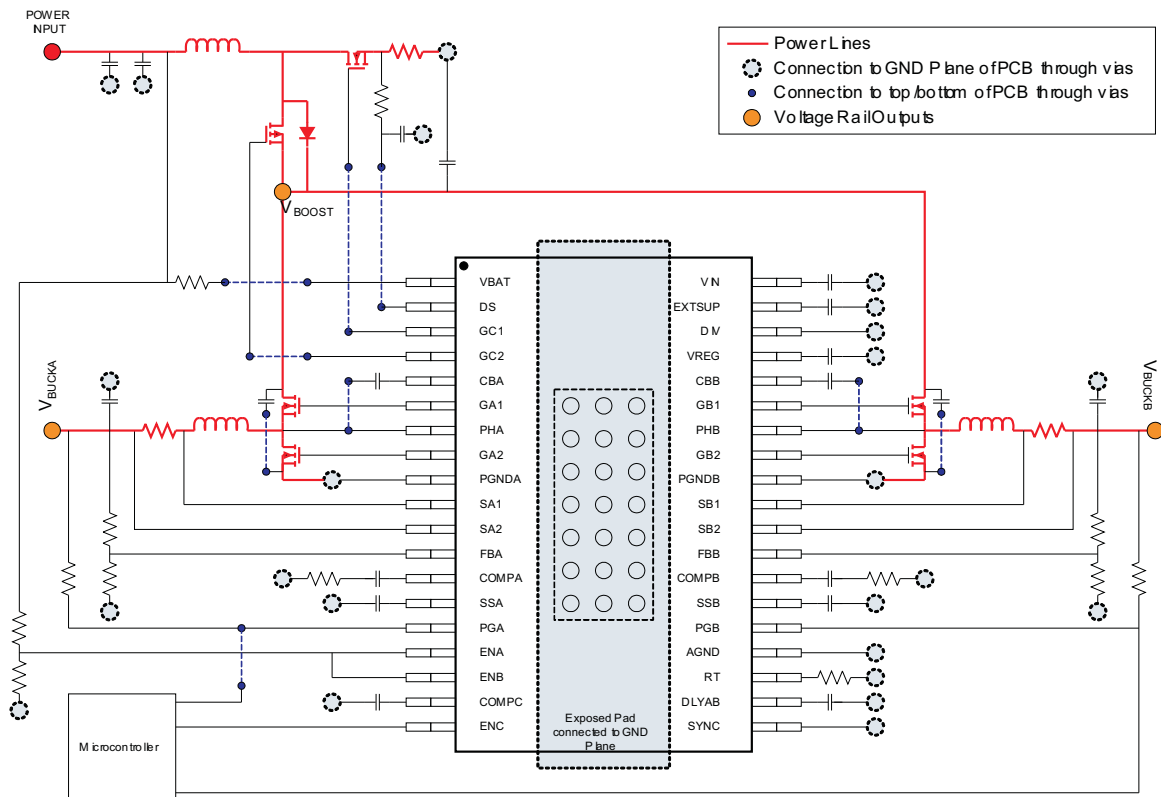 POWER
INPUT
Power Lines
Connection to GND Plane of PCB through vias
Connection to top/bottom of PCB through vias
Voltage Rail Outputs
VBOOST
VBAT
DS
GC1
GC2
CBA
GA1
PHA
GA2
PGNDA
SA1
SA2
FBA
COMPA
SSA
PGA
ENA
ENB
COMPC
ENC
VIN
EXTSUP
DIV
VREG
CBB
GB1
PHB
GB2
PGNDB
SB1
SB2
FBB
COMPB
SSB
PGB
AGND
RT
DLYAB
SYNC
VBUCKA
VBUCKB
Exposed Pad
connected to GND
Plane
Microcontroller